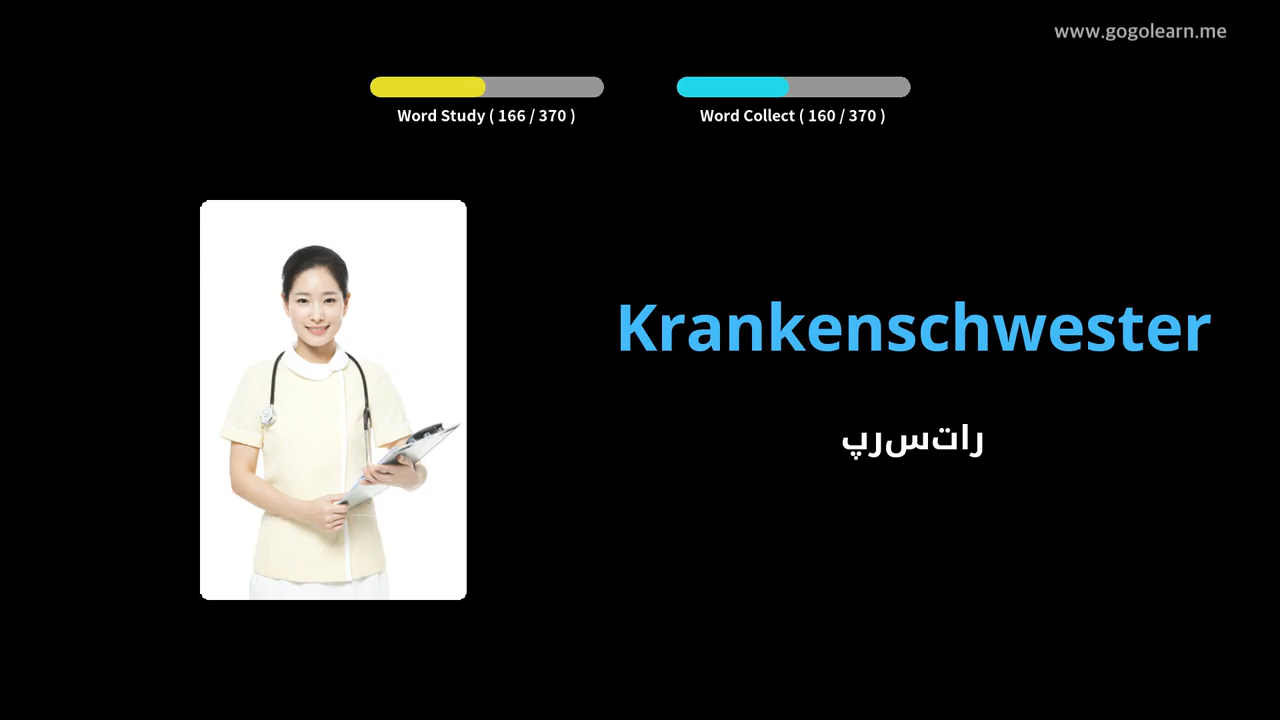 www.gogolearn.me
Word Study ( 166 / 370 )
Word Collect ( 160 / 370 )
Krankenschwester
راتسرپ